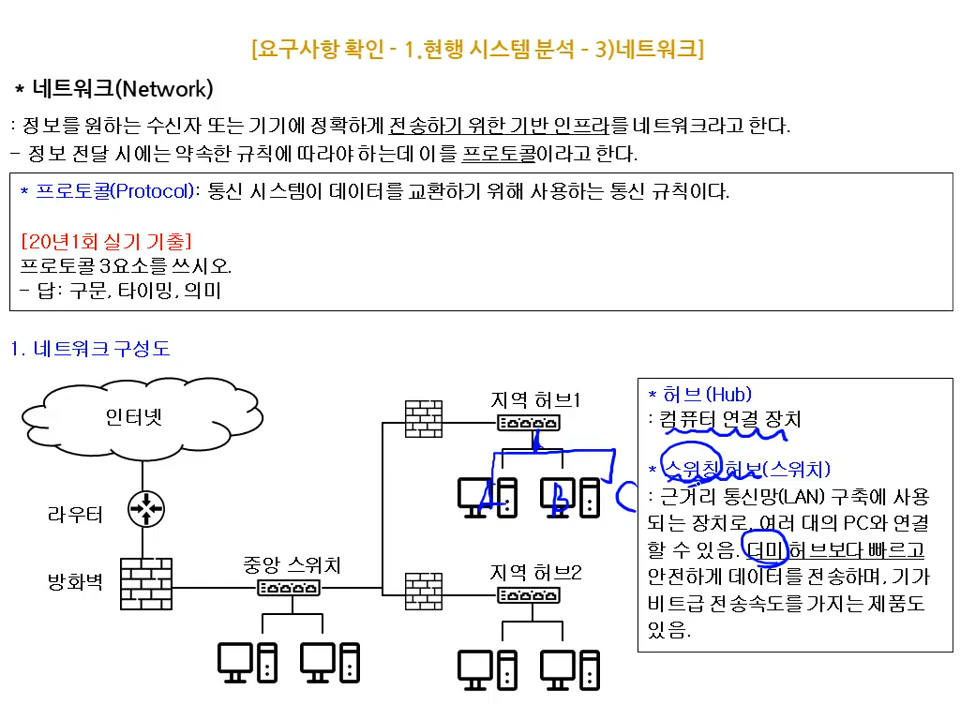 [요구사항 확인 - 1.현행 시스템 분석 - 3)네트워크]
* 네트워크(Network)
: 정보를 원하는 수신자 또는 기기에 정확하게 전송하기 위한 기반 인프라를 네트워크라고 한다.
- 정보 전달 시에는 약속한 규칙에 따라야 하는데 이를 프로토콜이라고 한다.
* 프로토콜(Protocol): 통신 시스템이 데이터를 교환하기 위해 사용하는 통신 규칙이다.
[20년1회 실기 기출]
프로토콜 3요소를 쓰시오.
- 답: 구문, 타이밍, 의미
1. 네트워크 구성도
인터넷
라우터
방화벽
중앙 스위치
지역 허브1
A B C
지역 허브2
* 허브(Hub)
: 컴퓨터 연결 장치
* 스위칭 허브(스위치)
: 근거리 통신망(LAN) 구축에 사용
되는 장치로, 여러 대의 PC와 연결
할 수 있음. 더미 허브보다 빠르고
안전하게 데이터를 전송하며, 기가
비트급 전송속도를 가지는 제품도
있음.